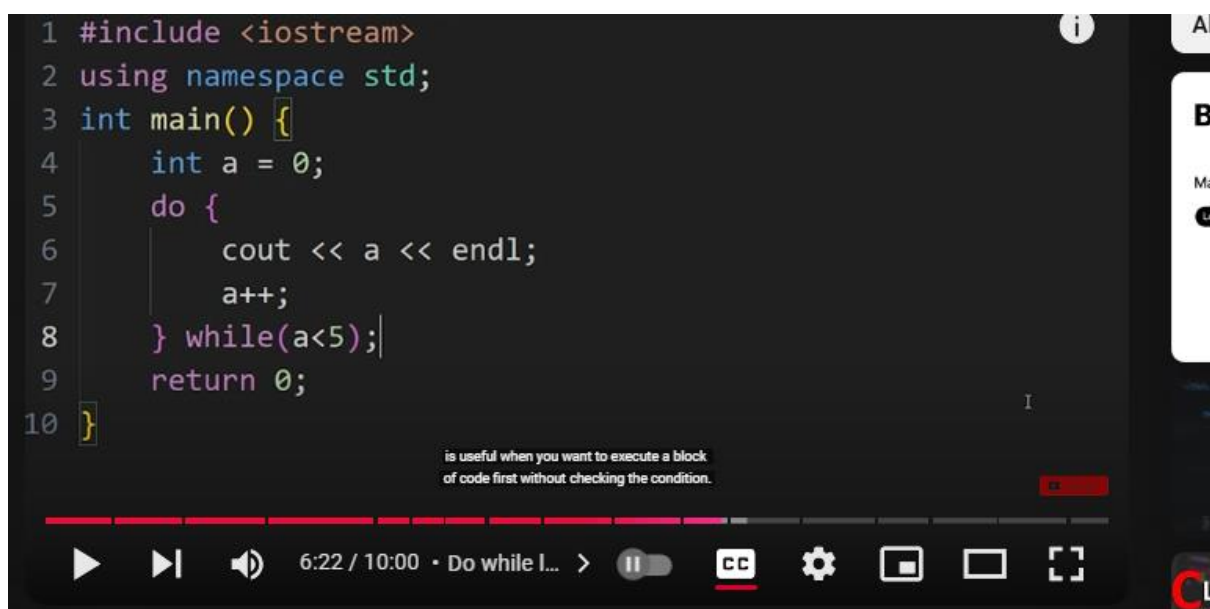 1 #include <iostream>
2 using namespace std;
3 int main() {
4 int a = 0;
5 do {
6 cout << a << endl;
7 a++;
8 } while(a<5);
9 return 0;
10 }
is useful when you want to execute a block
of code first without checking the condition.
6:22 / 10:00 • Do while l... >
CC